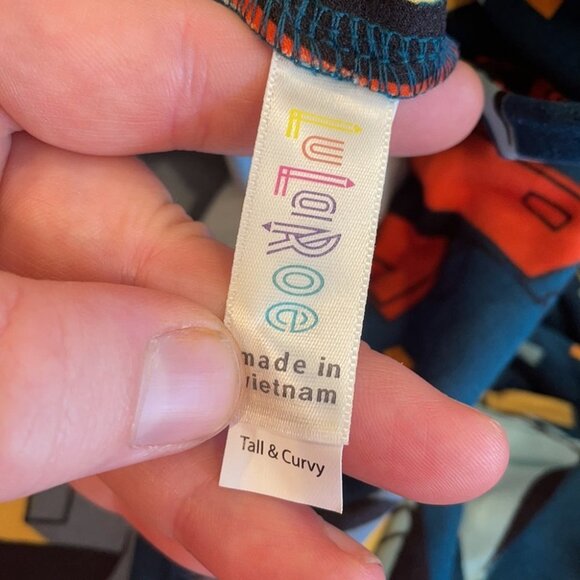 LuLaRoe
made in
vietnam
Tall & Curvy